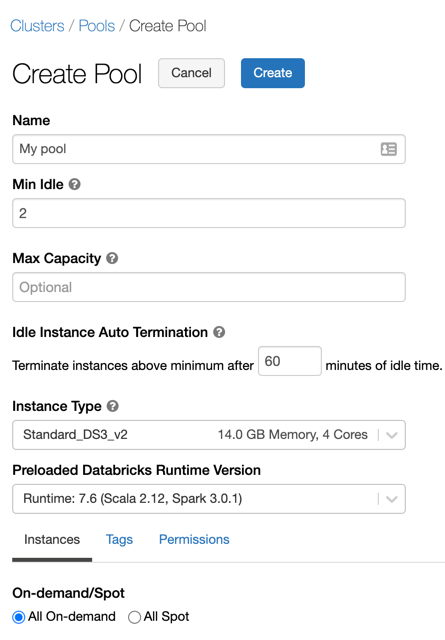 Clusters / Pools / Create Pool
Create Pool Cancel Create
Name
My pool
Min Idle ?
2
Max Capacity ?
Optional
Idle Instance Auto Termination ?
Terminate instances above minimum after 60 minutes of idle time.
Instance Type ?
Standard_DS3_v2 14.0 GB Memory, 4 Cores
Preloaded Databricks Runtime Version
Runtime: 7.6 (Scala 2.12, Spark 3.0.1)
Instances Tags Permissions
On-demand/Spot
All On-demand All Spot